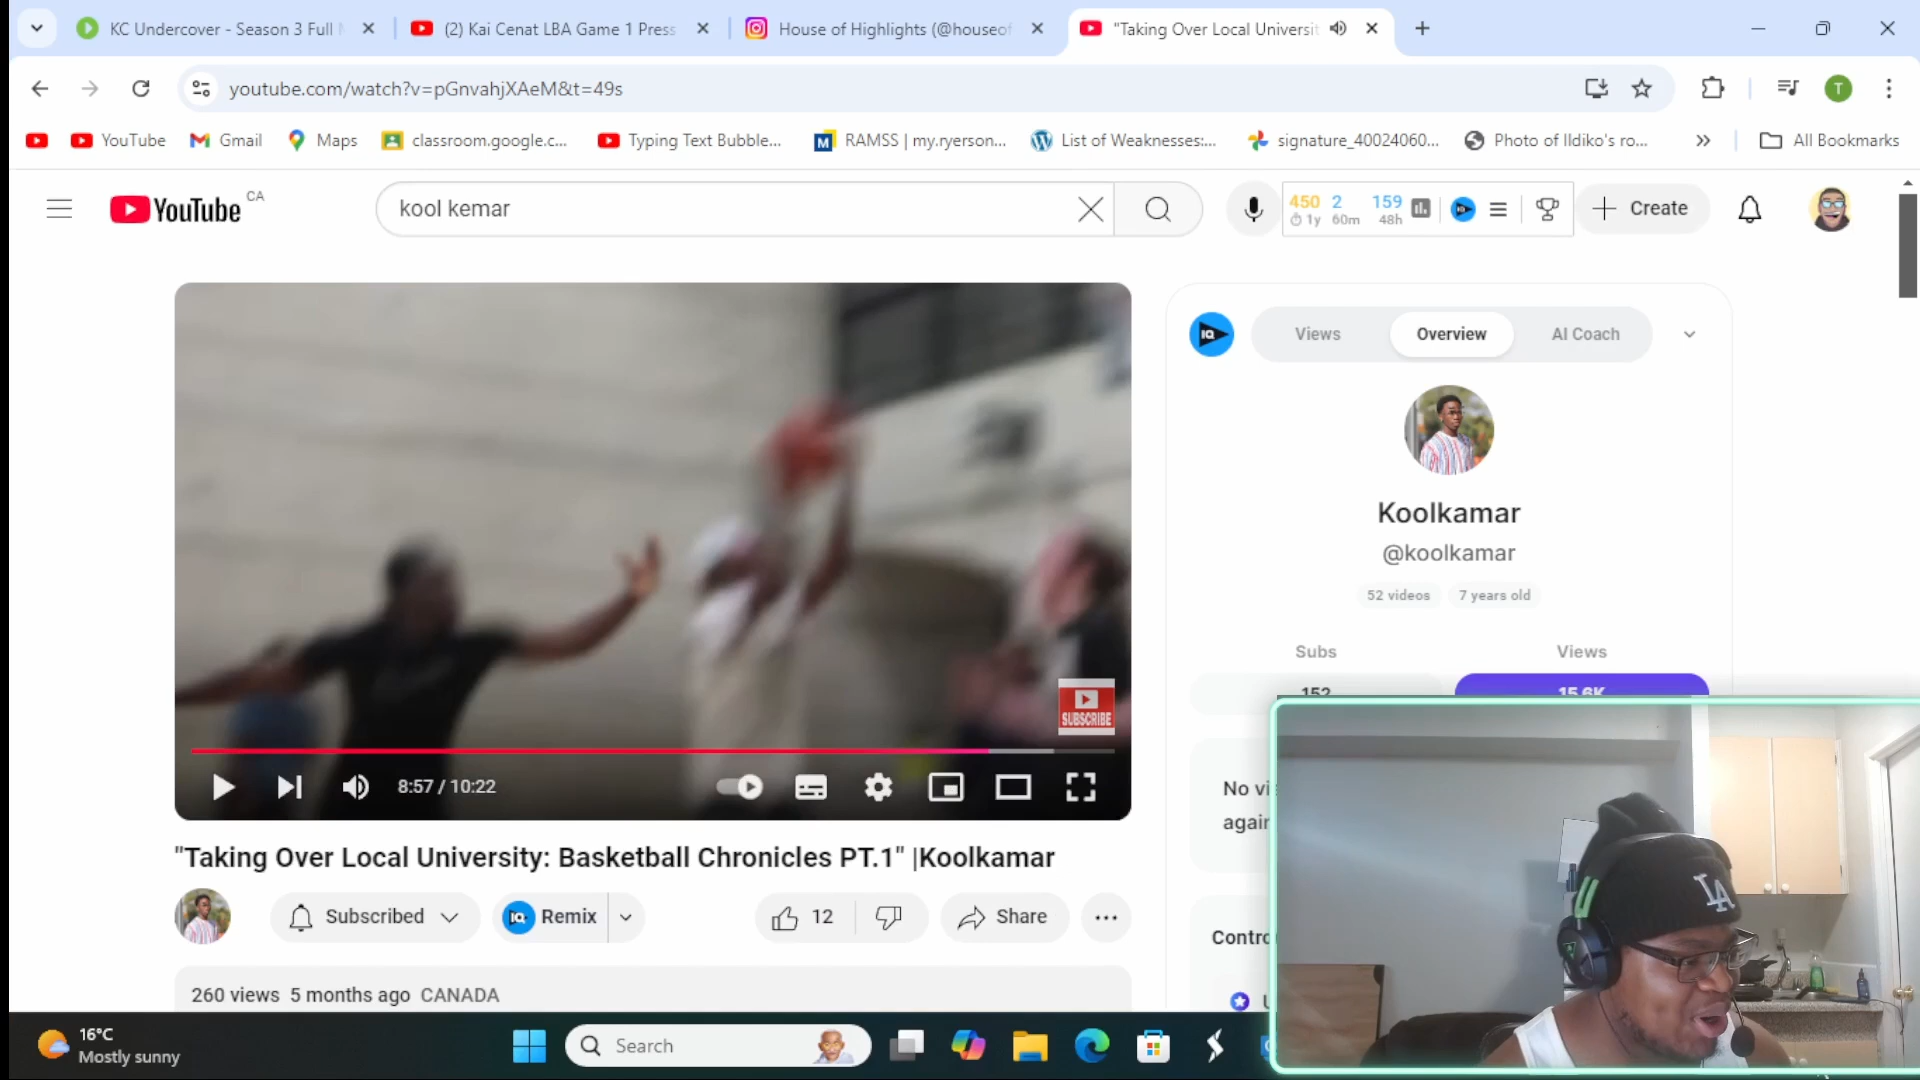 KC Undercover - Season 3 Full
(2) Kai Cenat LBA Game 1 Press
House of Highlights (@houseof
"Taking Over Local Universit
youtube.com/watch?v=pGnvahjXAeM&t=49s
T
YouTube
Gmail
Maps
classroom.google.c...
Typing Text Bubble...
M
RAMSS | my.ryerson...
List of Weaknesses:...
signature_40024060...
Photo of Ildiko's ro...
All Bookmarks
YouTube CA
kool kemar
450 2 159
1y 60m 48h
Create
IQ
Views
Overview
AI Coach
Koolkamar
@koolkamar
52 videos
7 years old
Subs
Views
152
15.6K
SUBSCRIBE
8:57 / 10:22
"Taking Over Local University: Basketball Chronicles PT.1" |Koolkamar
Subscribed
IQ Remix
12
Share
260 views 5 months ago CANADA
LA
16°C
Mostly sunny
Search